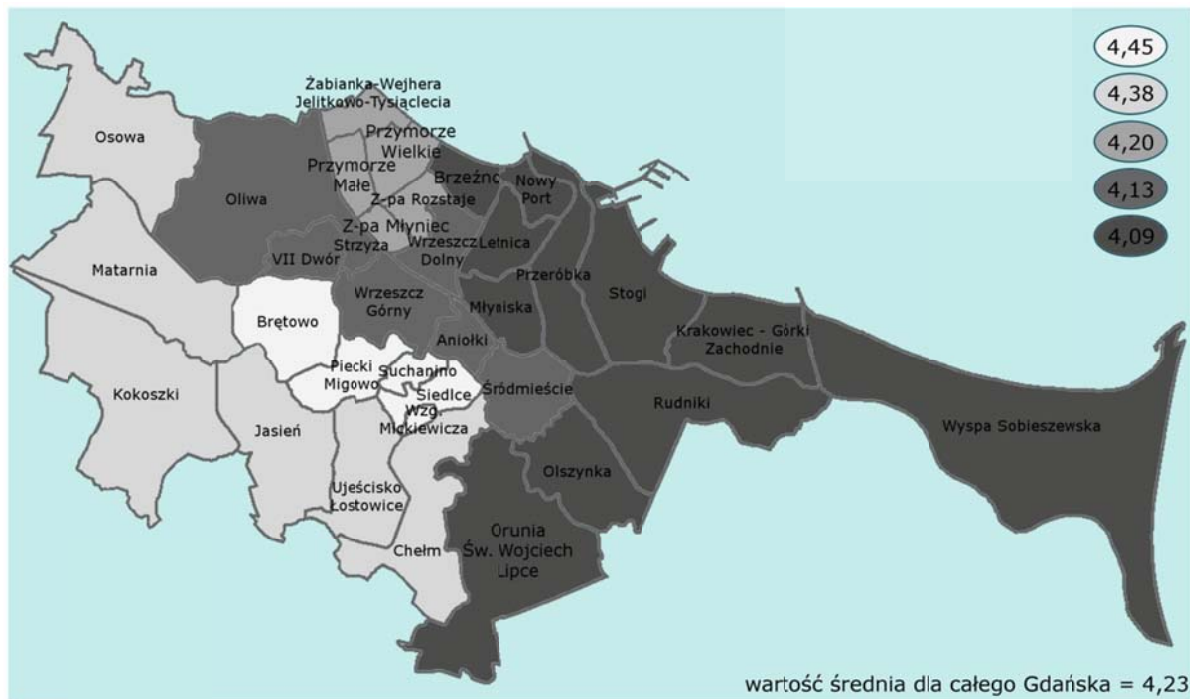 4,45
4,38
4,20
4,13
4,09
Żabianka-Wejhera
Jelitkowo-Tysiąclecia
Osowa
Przymorze
Wielkie
Przymorze
Małe
Brzeźno
Nowy
Port
Oliwa
Z-pa Rozstaje
Z-pa Młyniec
Strzyża
Wrzeszcz
Dolny
Letnica
VII Dwór
Matarnia
Przeróbka
Stogi
Wrzeszcz
Górny
Młyniska
Brętowo
Aniołki
Krakowiec - Górki
Zachodnie
Piecki
Migowo
Suchanino
Siedlce
Śródmieście
Kokoszki
Wzg.
Mickiewicza
Rudniki
Wyspa Sobieszewska
Jasień
Olszynka
Ujeścisko
Łostowice
Orunia
Św. Wojciech
Lipce
Chełm
wartość średnia dla całego Gdańska = 4,23